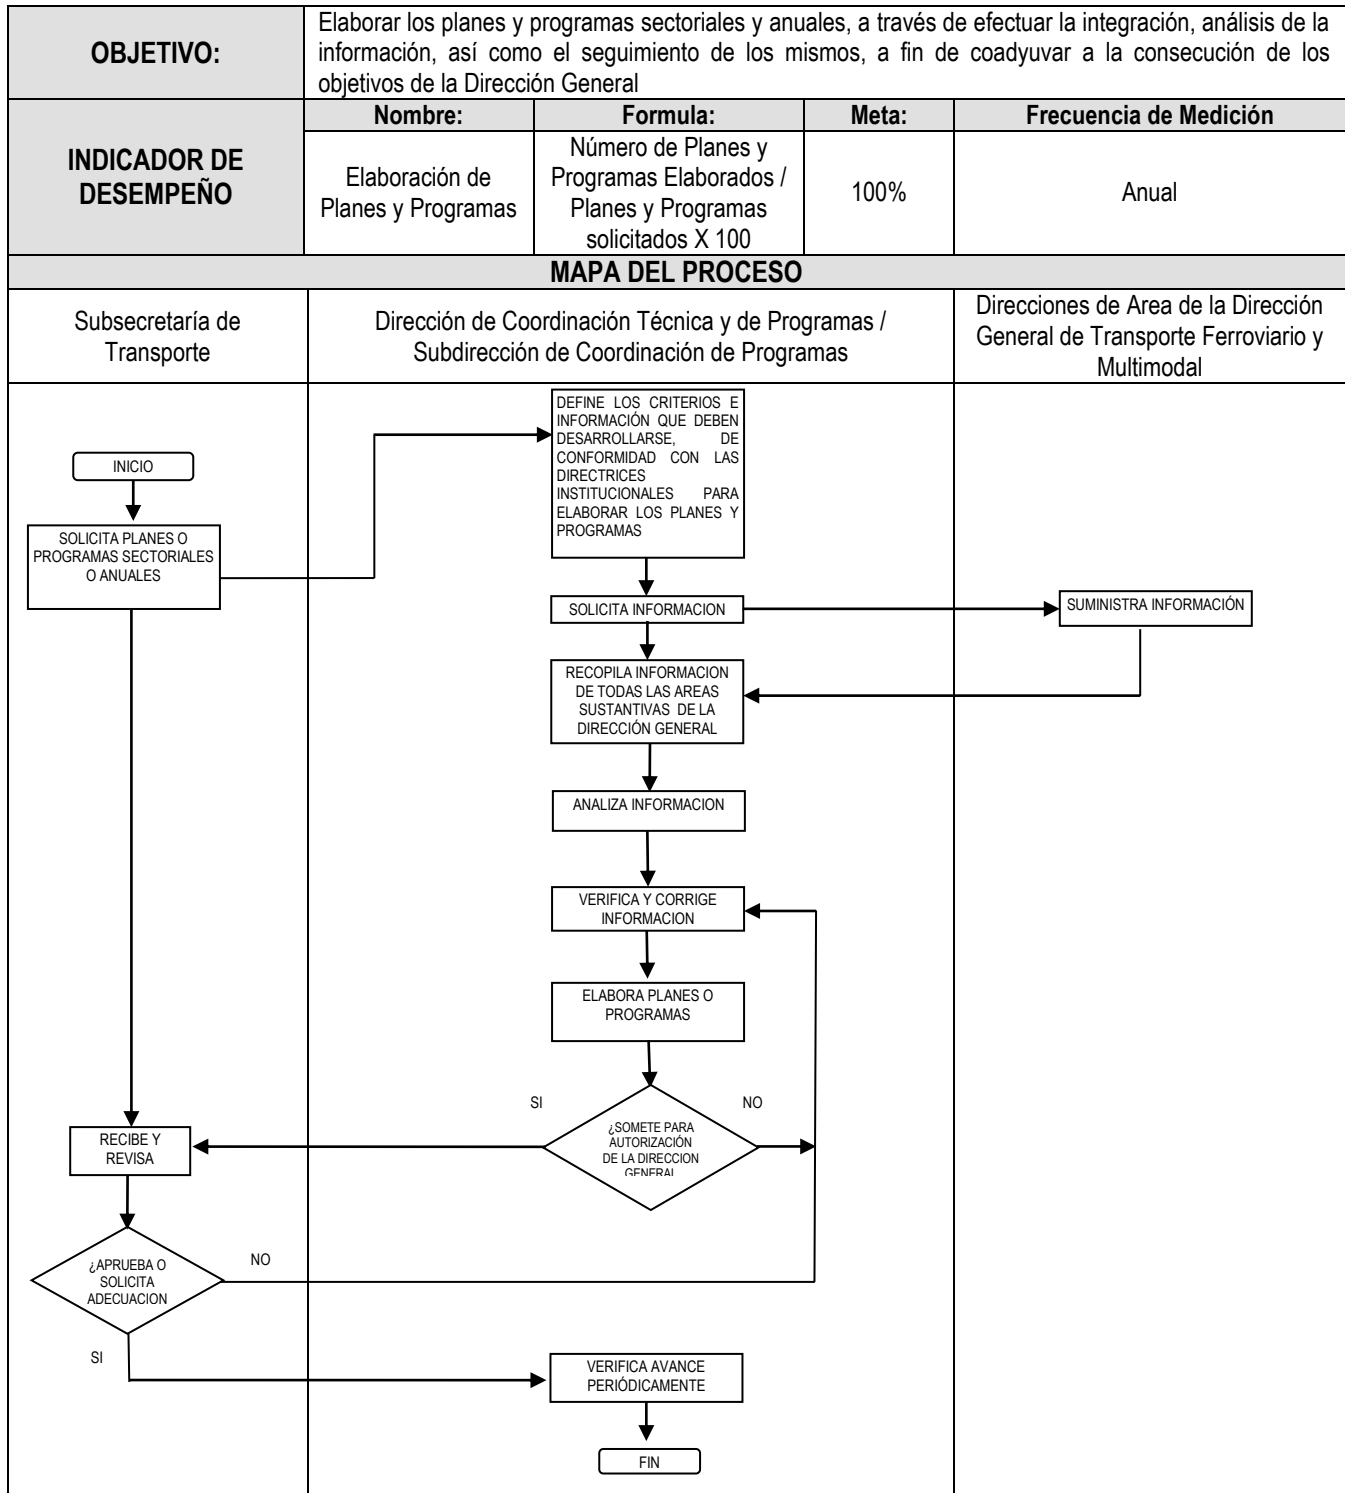 OBJETIVO:
Elaborar los planes y programas sectoriales y anuales, a través de efectuar la integración, análisis de la
información, así como el seguimiento de los mismos, a fin de coadyuvar a la consecución de los
objetivos de la Dirección General
INDICADOR DE
DESEMPEÑO
Nombre:
Formula:
Meta:
Frecuencia de Medición
Elaboración de
Planes y Programas
Número de Planes y
Programas Elaborados /
Planes y Programas
solicitados X 100
100%
Anual
MAPA DEL PROCESO
Subsecretaría de
Transporte
Dirección de Coordinación Técnica y de Programas /
Subdirección de Coordinación de Programas
Direcciones de Area de la Dirección
General de Transporte Ferroviario y
Multimodal
INICIO
SOLICITA PLANES O
PROGRAMAS SECTORIALES
O ANUALES
DEFINE LOS CRITERIOS E
INFORMACIÓN QUE DEBEN
DESARROLLARSE, DE
CONFORMIDAD CON LAS
DIRECTRICES
INSTITUCIONALES PARA
ELABORAR LOS PLANES Y
PROGRAMAS
SOLICITA INFORMACION
SUMINISTRA INFORMACIÓN
RECOPILA INFORMACION
DE TODAS LAS AREAS
SUSTANTIVAS DE LA
DIRECCIÓN GENERAL
ANALIZA INFORMACION
VERIFICA Y CORRIGE
INFORMACION
ELABORA PLANES O
PROGRAMAS
SI
NO
¿SOMETE PARA
AUTORIZACIÓN
DE LA DIRECCION
GENERAL
RECIBE Y
REVISA
¿APRUEBA O
SOLICITA
ADECUACION
NO
SI
VERIFICA AVANCE
PERIÓDICAMENTE
FIN